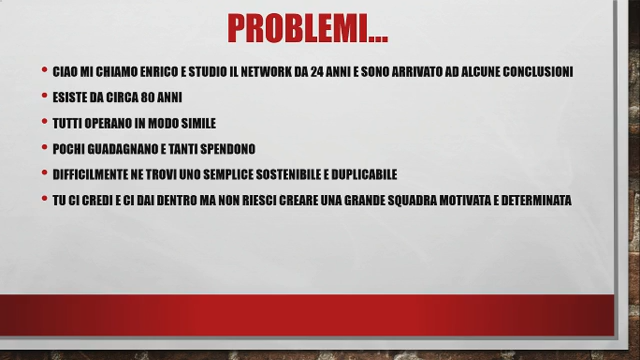 PROBLEMI...
• CIAO MI CHIAMO ENRICO E STUDIO IL NETWORK DA 24 ANNI E SONO ARRIVATO AD ALCUNE CONCLUSIONI
• ESISTE DA CIRCA 80 ANNI
• TUTTI OPERANO IN MODO SIMILE
• POCHI GUADAGNANO E TANTI SPENDONO
• DIFFICILMENTE NE TROVI UNO SEMPLICE SOSTENIBILE E DUPLICABILE
• TU CI CREDI E CI DAI DENTRO MA NON RIESCI CREARE UNA GRANDE SQUADRA MOTIVATA E DETERMINATA